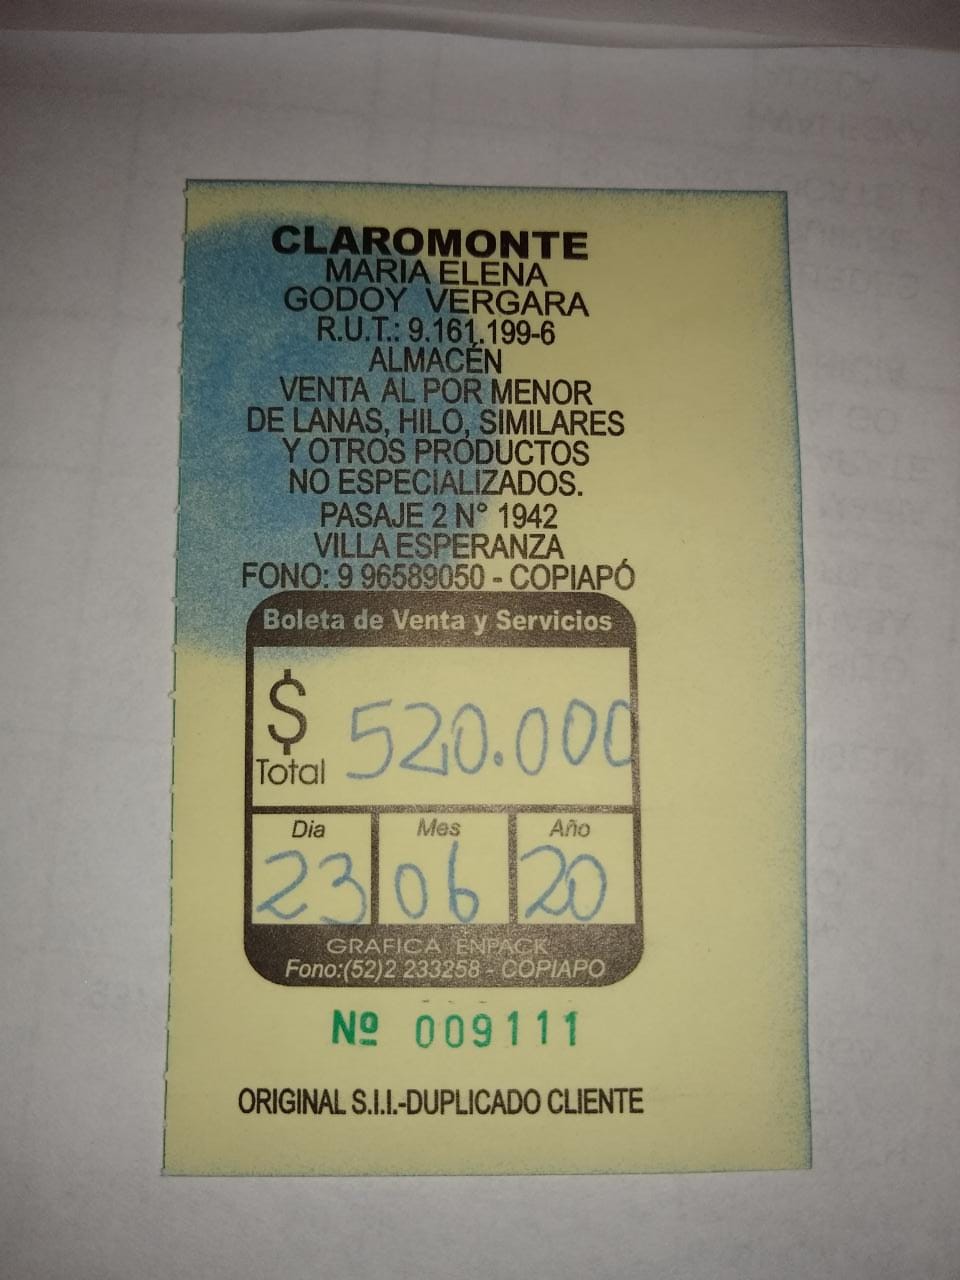 CLAROMONTE
MARIA ELENA
GODOY VERGARA
R.U.T.: 9.161.199-6
ALMACÉN
VENTA AL POR MENOR
DE LANAS, HILO, SIMILARES
Y OTROS PRODUCTOS
NO ESPECIALIZADOS.
PASAJE 2 N° 1942
VILLA ESPERANZA
FONO: 9 96589050 - COPIAPÓ
Boleta de Venta y Servicios
$ 520.000
Total
Dia Mes Año
23 06 20
GRAFICA ENPACK
Fono:(52)2 233258 - COPIAPO
Nº 009111
ORIGINAL S.I.I.-DUPLICADO CLIENTE